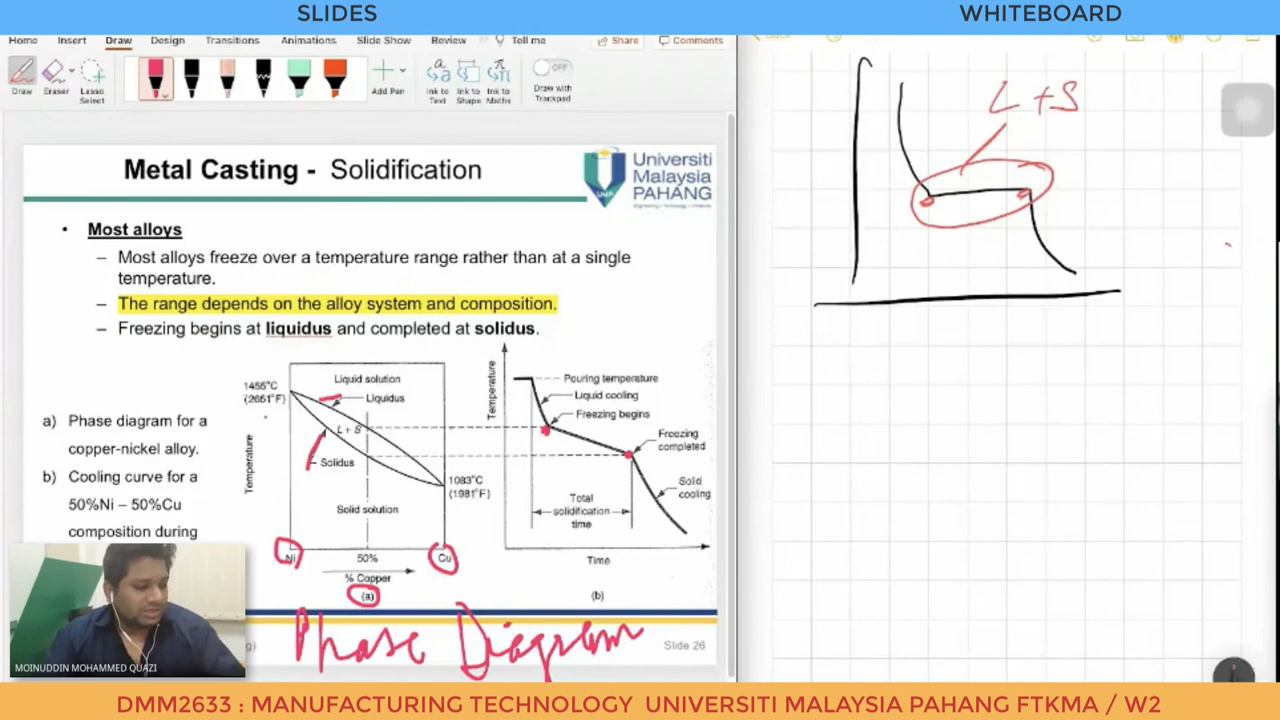 SLIDES
WHITEBOARD
Home Insert Draw Design Transitions Animations Slide Show Review Tell me Share Comments
Draw Eraser Lasso Select Add Pen Ink to Text Ink to Shape Ink to Maths OFF Draw with Trackpad
Metal Casting - Solidification
Universiti
Malaysia
PAHANG
• Most alloys
– Most alloys freeze over a temperature range rather than at a single
temperature.
– The range depends on the alloy system and composition.
– Freezing begins at liquidus and completed at solidus.
a) Phase diagram for a
copper-nickel alloy.
b) Cooling curve for a
50%Ni – 50%Cu
composition during
1455°C
(2651°F)
Temperature
Liquid solution
Liquidus
L + S
Solidus
1083°C
(1981°F)
Solid solution
Ni
50%
Cu
% Copper
(a)
Temperature
Pouring temperature
Liquid cooling
Freezing begins
Freezing
completed
Solid
cooling
Total
solidification
time
Time
(b)
Phase Diagram
Slide 26
L + S
MOINUDDIN MOHAMMED QUAZI
DMM2633 : MANUFACTURING TECHNOLOGY UNIVERSITI MALAYSIA PAHANG FTKMA / W2